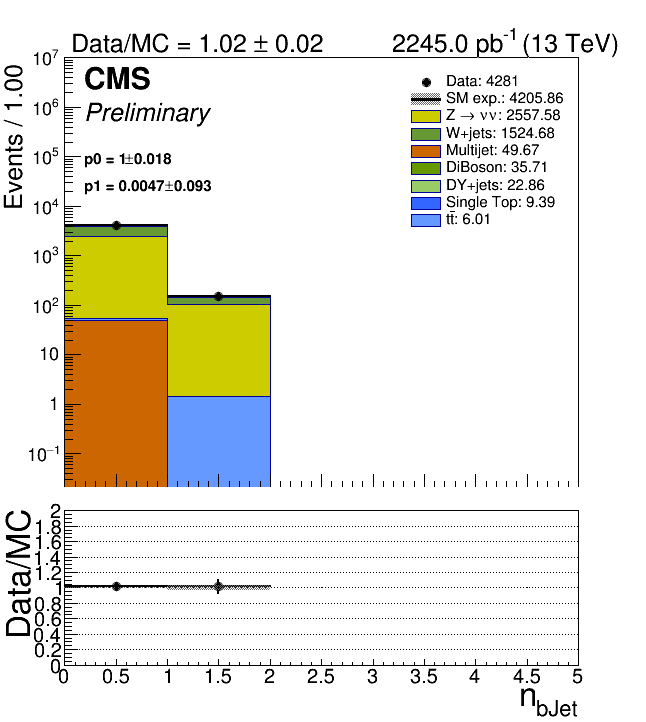 Data/MC = 1.02 ± 0.02
2245.0 pb⁻¹ (13 TeV)
Events / 1.00
10⁷
10⁶
10⁵
10⁴
10³
10²
10
1
10⁻¹
CMS
Preliminary
p0 = 1±0.018
p1 = 0.0047±0.093
Data: 4281
SM exp.: 4205.86
Z → νν: 2557.58
W+jets: 1524.68
Multijet: 49.67
DiBoson: 35.71
DY+jets: 22.86
Single Top: 9.39
tt̄: 6.01
Data/MC
2
1.8
1.6
1.4
1.2
1
0.8
0.6
0.4
0.2
0
0 0.5 1 1.5 2 2.5 3 3.5 4 4.5 5
n_bJet